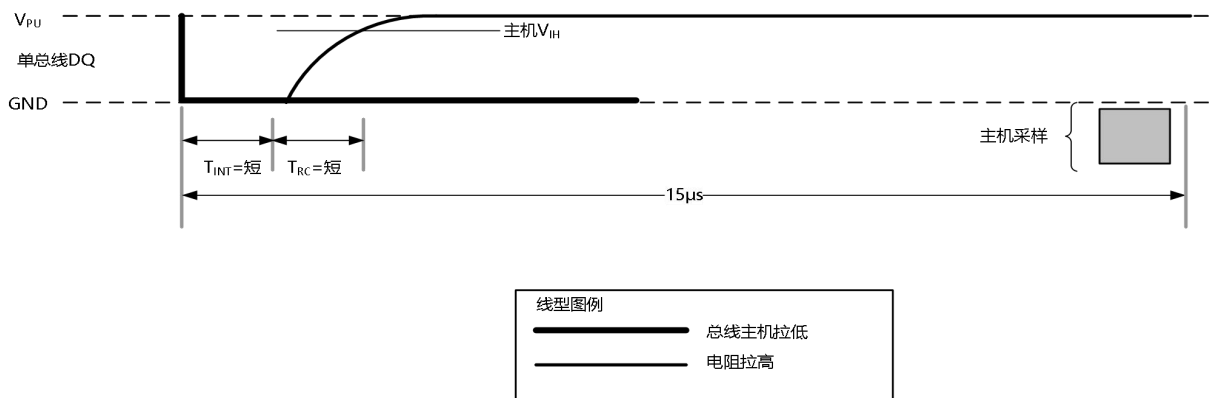 V_PU
主机V_IH
单总线DQ
GND
主机采样
T_INT=短
T_RC=短
15μs
线型图例
总线主机拉低
电阻拉高